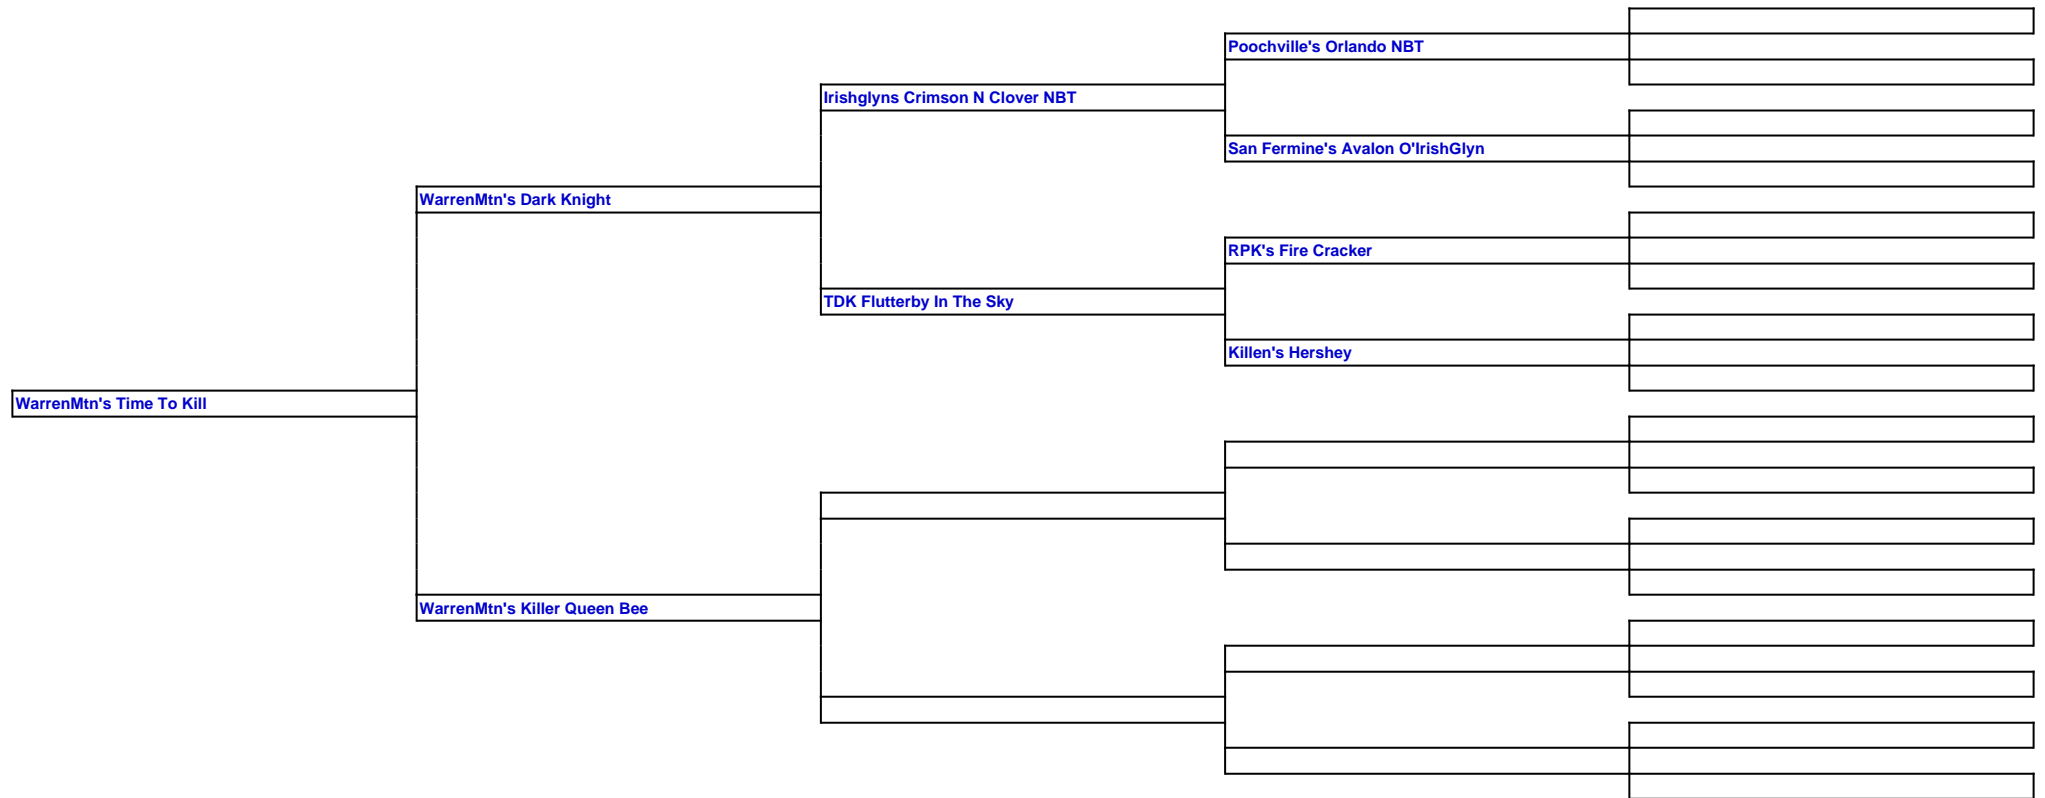 Poochville's Orlando NBT
Irishglyns Crimson N Clover NBT
San Fermine's Avalon O'IrishGlyn
WarrenMtn's Dark Knight
RPK's Fire Cracker
TDK Flutterby In The Sky
Killen's Hershey
WarrenMtn's Time To Kill
WarrenMtn's Killer Queen Bee